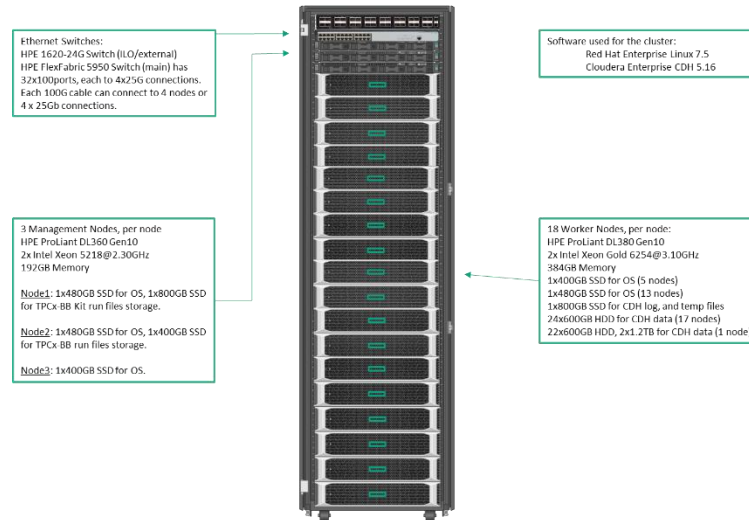 Ethernet Switches:
HPE 1620-24G Switch (ILO/external)
HPE FlexFabric 5950 Switch (main) has
32x100ports, each to 4x25G connections.
Each 100G cable can connect to 4 nodes or
4 x 25Gb connections.
Software used for the cluster:
Red Hat Enterprise Linux 7.5
Cloudera Enterprise CDH 5.16
3 Management Nodes, per node
HPE ProLiant DL360 Gen10
2x Intel Xeon 5218@2.30GHz
192GB Memory
Node1: 1x480GB SSD for OS, 1x800GB SSD
for TPCx-BB Kit run files storage.
Node2: 1x480GB SSD for OS, 1x400GB SSD
for TPCx-BB run files storage.
Node3: 1x400GB SSD for OS.
18 Worker Nodes, per node:
HPE ProLiant DL380 Gen10
2x Intel Xeon Gold 6254@3.10GHz
384GB Memory
1x400GB SSD for OS (5 nodes)
1x480GB SSD for OS (13 nodes)
1x800GB SSD for CDH log, and temp files
24x600GB HDD for CDH data (17 nodes)
22x600GB HDD, 2x1.2TB for CDH data (1 node